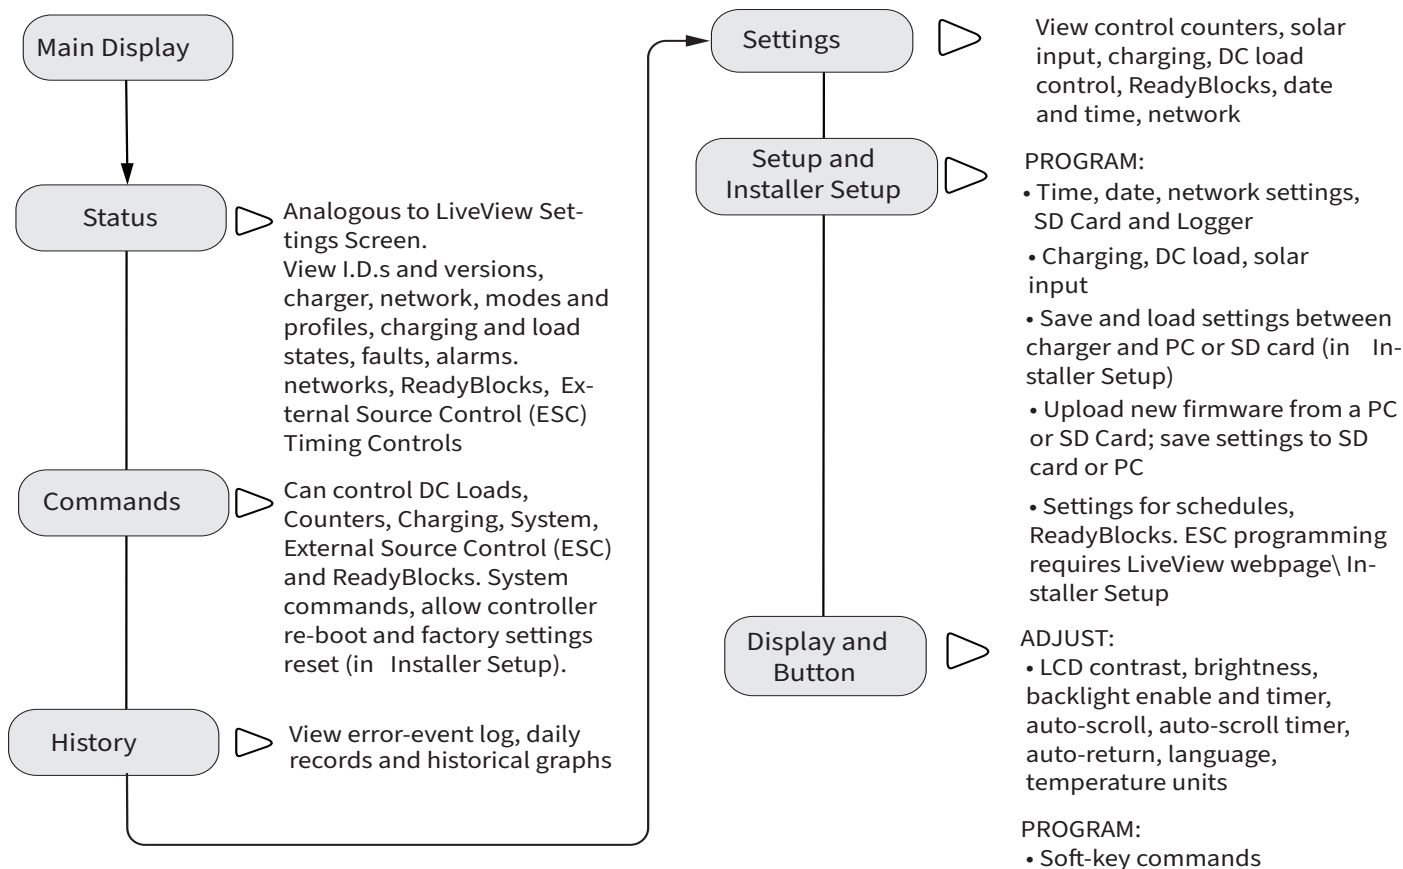 Main Display
Status
Analogous to LiveView Set-
tings Screen.
View I.D.s and versions,
charger, network, modes and
profiles, charging and load
states, faults, alarms.
networks, ReadyBlocks, Ex-
ternal Source Control (ESC)
Timing Controls
Commands
Can control DC Loads,
Counters, Charging, System,
External Source Control (ESC)
and ReadyBlocks. System
commands, allow controller
re-boot and factory settings
reset (in Installer Setup).
History
View error-event log, daily
records and historical graphs
Settings
View control counters, solar
input, charging, DC load
control, ReadyBlocks, date
and time, network
Setup and
Installer Setup
PROGRAM:
• Time, date, network settings,
SD Card and Logger
• Charging, DC load, solar
input
• Save and load settings between
charger and PC or SD card (in In-
staller Setup)
• Upload new firmware from a PC
or SD Card; save settings to SD
card or PC
• Settings for schedules,
ReadyBlocks. ESC programming
requires LiveView webpage\ In-
staller Setup
Display and
Button
ADJUST:
• LCD contrast, brightness,
backlight enable and timer,
auto-scroll, auto-scroll timer,
auto-return, language,
temperature units
PROGRAM:
• Soft-key commands